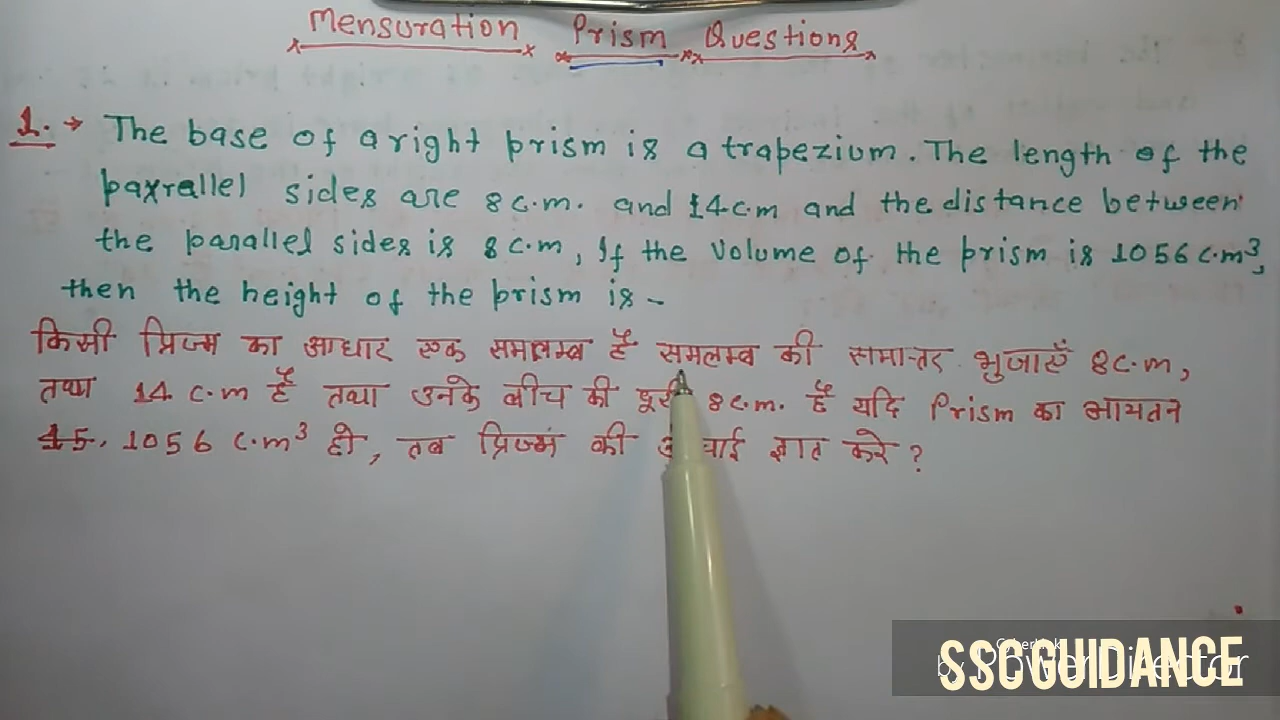 Mensuration Prism Questions
1. → The base of a right prism is a trapezium. The length of the
parallel sides are 8 c.m. and 14 c.m and the distance between
the parallel sides is 8 c.m, If the volume of the prism is 1056 c.m³,
then the height of the prism is -
किसी प्रिज्म का आधार एक समलम्ब है समलम्ब की समान्तर भुजाएँ 8 c.m,
तथा 14 c.m है तथा उनके बीच की दूरी 8 c.m. है यदि Prism का आयतन
15. 1056 c.m³ हो, तब प्रिज्म की ज्ञात करे ?
SSCGUIDANCE
by PowerDirector